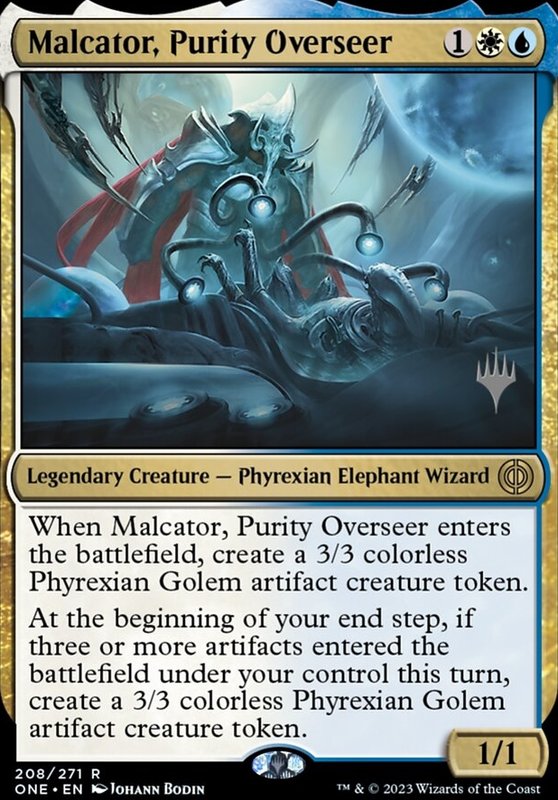 Malcator, Purity Overseer 1
Legendary Creature — Phyrexian Elephant Wizard
When Malcator, Purity Overseer enters
the battlefield, create a 3/3 colorless
Phyrexian Golem artifact creature token.
At the beginning of your end step, if
three or more artifacts entered the
battlefield under your control this turn,
create a 3/3 colorless Phyrexian Golem
artifact creature token.
1/1
208/271 R
ONE • EN Johann Bodin
™ & © 2023 Wizards of the Coast